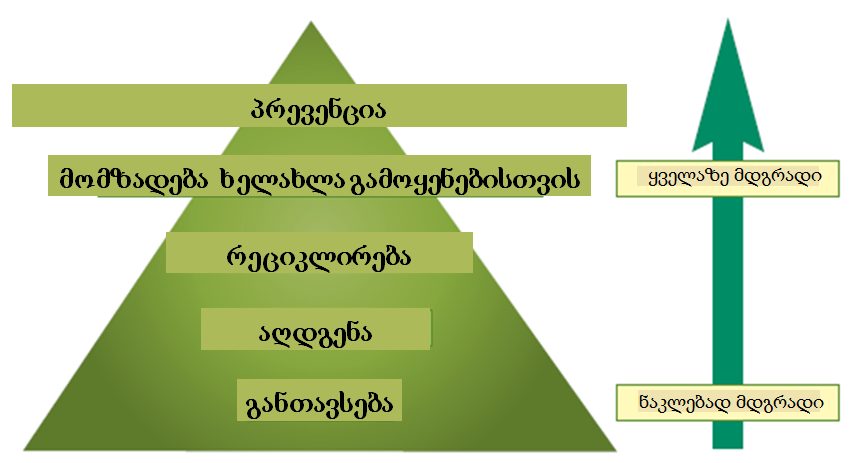 პრევენცია
მომზადება ხელახლა გამოყენებისთვის
ყველაზე მდგრადი
რეციკლირება
აღდგენა
განთავსება
ნაკლებად მდგრადი